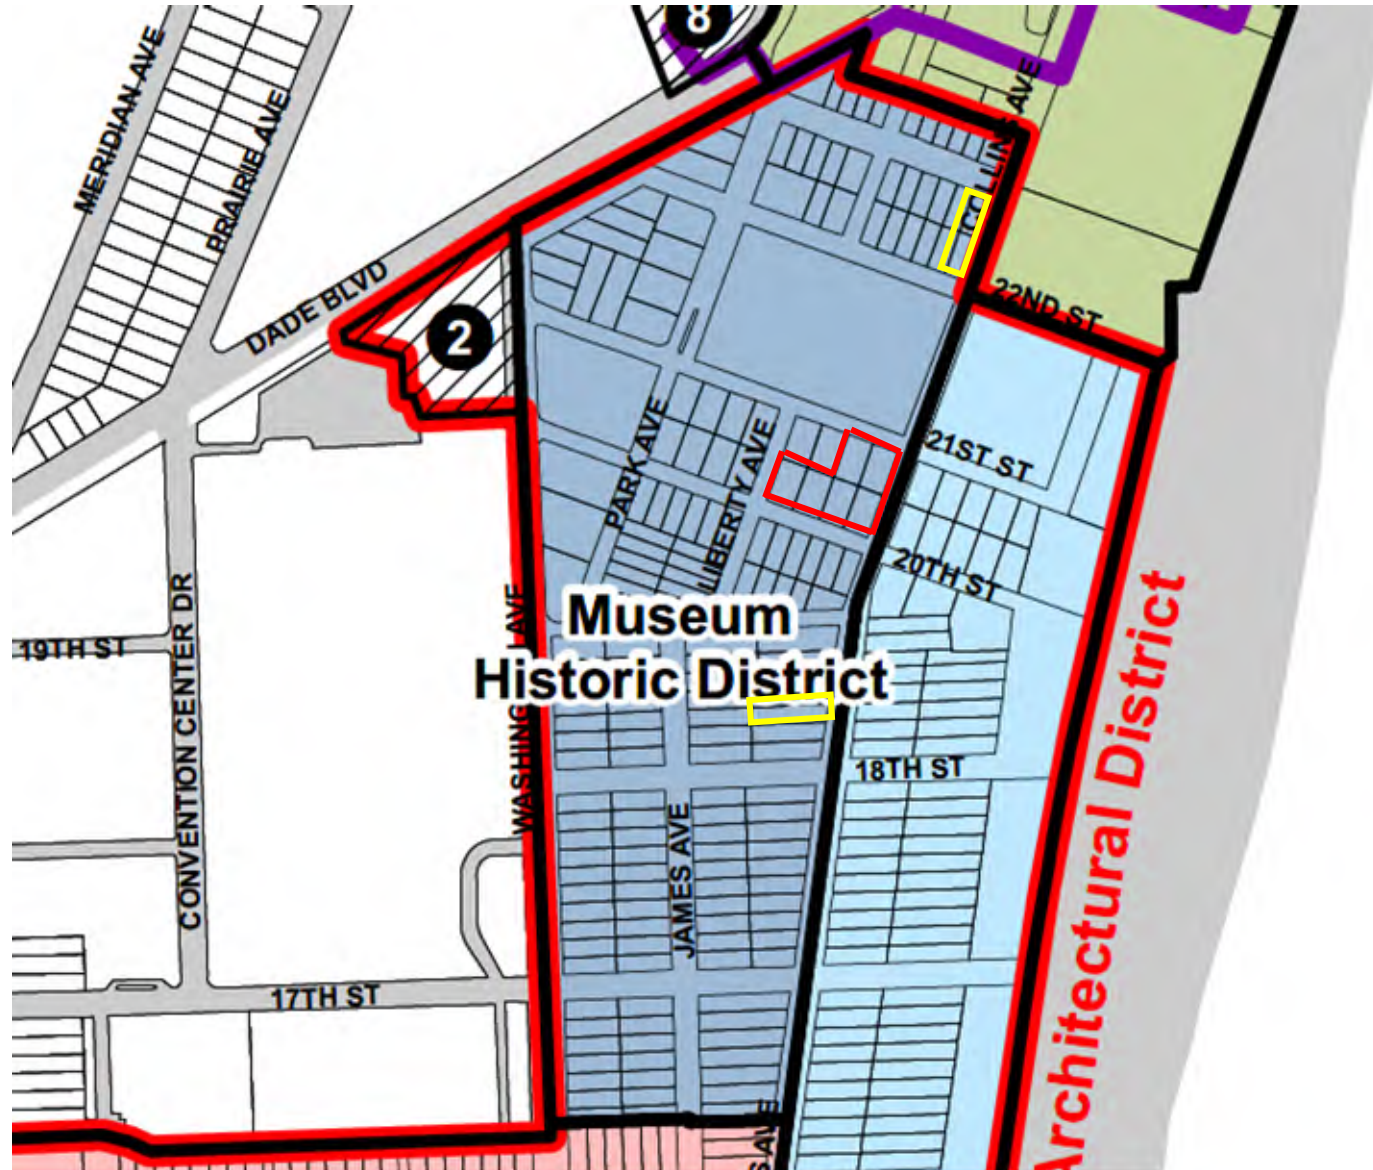 8
MERIDIAN AVE
PRAIRIE AVE
COLLINS AVE
DADE BLVD
2
22ND ST
PARK AVE
LIBERTY AVE
21ST ST
20TH ST
Museum
Historic District
19TH ST
CONVENTION CENTER DR
WASHINGTON AVE
18TH ST
JAMES AVE
17TH ST
Architectural District
S AVE